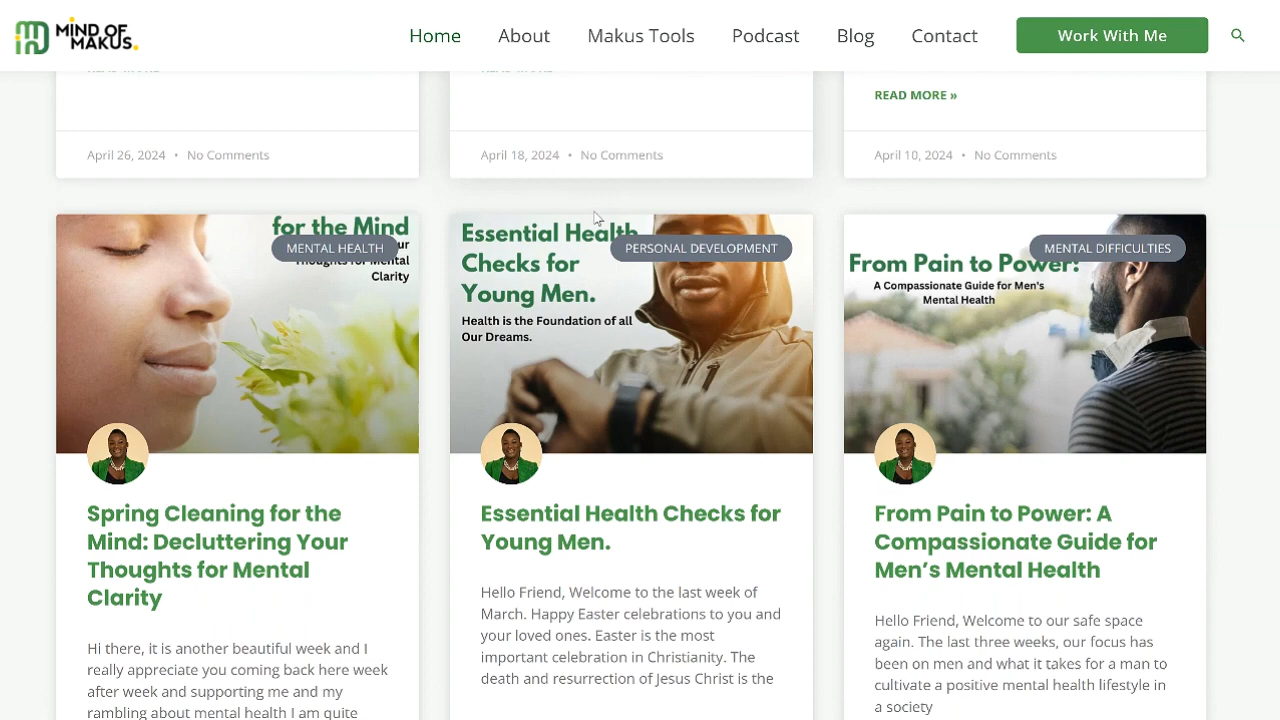 MIND OF
MAKUS.
Home
About
Makus Tools
Podcast
Blog
Contact
Work With Me
READ MORE »
April 26, 2024 • No Comments
April 18, 2024 • No Comments
April 10, 2024 • No Comments
for the Mind
MENTAL HEALTH
Thoughts for Mental
Clarity
Spring Cleaning for the
Mind: Decluttering Your
Thoughts for Mental
Clarity
Hi there, it is another beautiful week and I
really appreciate you coming back here week
after week and supporting me and my
rambling about mental health I am quite
Essential Health
PERSONAL DEVELOPMENT
Checks for
Young Men.
Health is the Foundation of all
Our Dreams.
Essential Health Checks for
Young Men.
Hello Friend, Welcome to the last week of
March. Happy Easter celebrations to you and
your loved ones. Easter is the most
important celebration in Christianity. The
death and resurrection of Jesus Christ is the
MENTAL DIFFICULTIES
From Pain to Power:
A Compassionate Guide for Men's
Mental Health
From Pain to Power: A
Compassionate Guide for
Men’s Mental Health
Hello Friend, Welcome to our safe space
again. The last three weeks, our focus has
been on men and what it takes for a man to
cultivate a positive mental health lifestyle in
a society